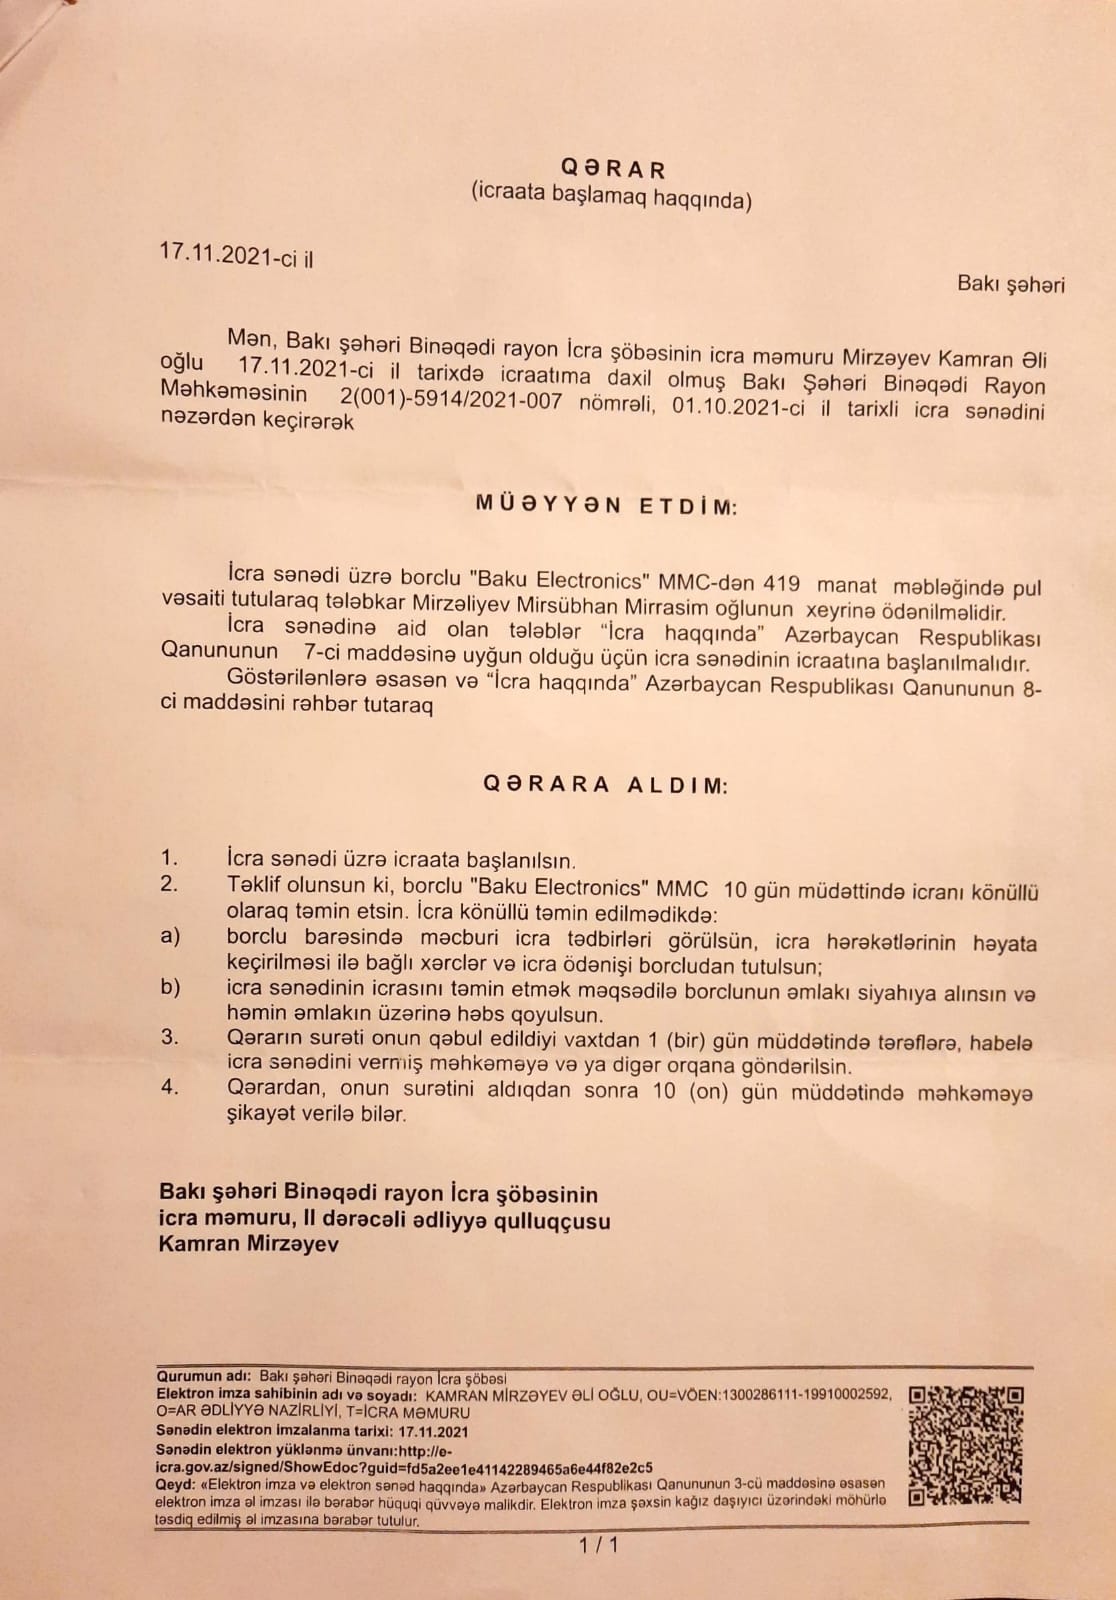 QƏRAR
(icraata başlamaq haqqında)
17.11.2021-ci il
Bakı şəhəri
Mən, Bakı şəhəri Binəqədi rayon İcra şöbəsinin icra məmuru Mirzəyev Kamran Əli
oğlu 17.11.2021-ci il tarixdə icraatıma daxil olmuş Bakı Şəhəri Binəqədi Rayon
Məhkəməsinin 2(001)-5914/2021-007 nömrəli, 01.10.2021-ci il tarixli icra sənədini
nəzərdən keçirərək
MÜƏYYƏN ETDİM:
İcra sənədi üzrə borclu "Baku Electronics" MMC-dən 419 manat məbləğində pul
vəsaiti tutularaq tələbkar Mirzəliyev Mirsübhan Mirrasim oğlunun xeyrinə ödənilməlidir.
İcra sənədinə aid olan tələblər “İcra haqqında” Azərbaycan Respublikası
Qanununun 7-ci maddəsinə uyğun olduğu üçün icra sənədinin icraatına başlanılmalıdır.
Göstərilənlərə əsasən və “İcra haqqında” Azərbaycan Respublikası Qanununun 8-
ci maddəsini rəhbər tutaraq
QƏRARA ALDIM:
1. İcra sənədi üzrə icraata başlanılsın.
2. Təklif olunsun ki, borclu "Baku Electronics" MMC 10 gün müdəttində icranı könüllü
olaraq təmin etsin. İcra könüllü təmin edilmədikdə:
a) borclu barəsində məcburi icra tədbirləri görülsün, icra hərəkətlərinin həyata
keçirilməsi ilə bağlı xərclər və icra ödənişi borcludan tutulsun;
b) icra sənədinin icrasını təmin etmək məqsədilə borclunun əmlakı siyahıya alınsın və
həmin əmlakın üzərinə həbs qoyulsun.
3. Qərarın surəti onun qəbul edildiyi vaxtdan 1 (bir) gün müddətində tərəflərə, habelə
icra sənədini vermiş məhkəməyə və ya digər orqana göndərilsin.
4. Qərardan, onun surətini aldıqdan sonra 10 (on) gün müddətində məhkəməyə
şikayət verilə bilər.
Bakı şəhəri Binəqədi rayon İcra şöbəsinin
icra məmuru, II dərəcəli ədliyyə qulluqçusu
Kamran Mirzəyev
Qurumun adı: Bakı şəhəri Binəqədi rayon İcra şöbəsi
Elektron imza sahibinin adı və soyadı: KAMRAN MİRZƏYEV ƏLİ OĞLU, OU=VÖEN:1300286111-19910002592,
O=AR ƏDLİYYƏ NAZİRLİYİ, T=İCRA MƏMURU
Sənədin elektron imzalanma tarixi: 17.11.2021
Sənədin elektron yüklənmə ünvanı:http://e-
icra.gov.az/signed/ShowEdoc?guid=fd5a2ee1e41142289465a6e44f82e2c5
Qeyd: «Elektron imza və elektron sənəd haqqında» Azərbaycan Respublikası Qanununun 3-cü maddəsinə əsasən
elektron imza əl imzası ilə bərabər hüquqi qüvvəyə malikdir. Elektron imza şəxsin kağız daşıyıcı üzərindəki möhürlə
təsdiq edilmiş əl imzasına bərabər tutulur.
1 / 1